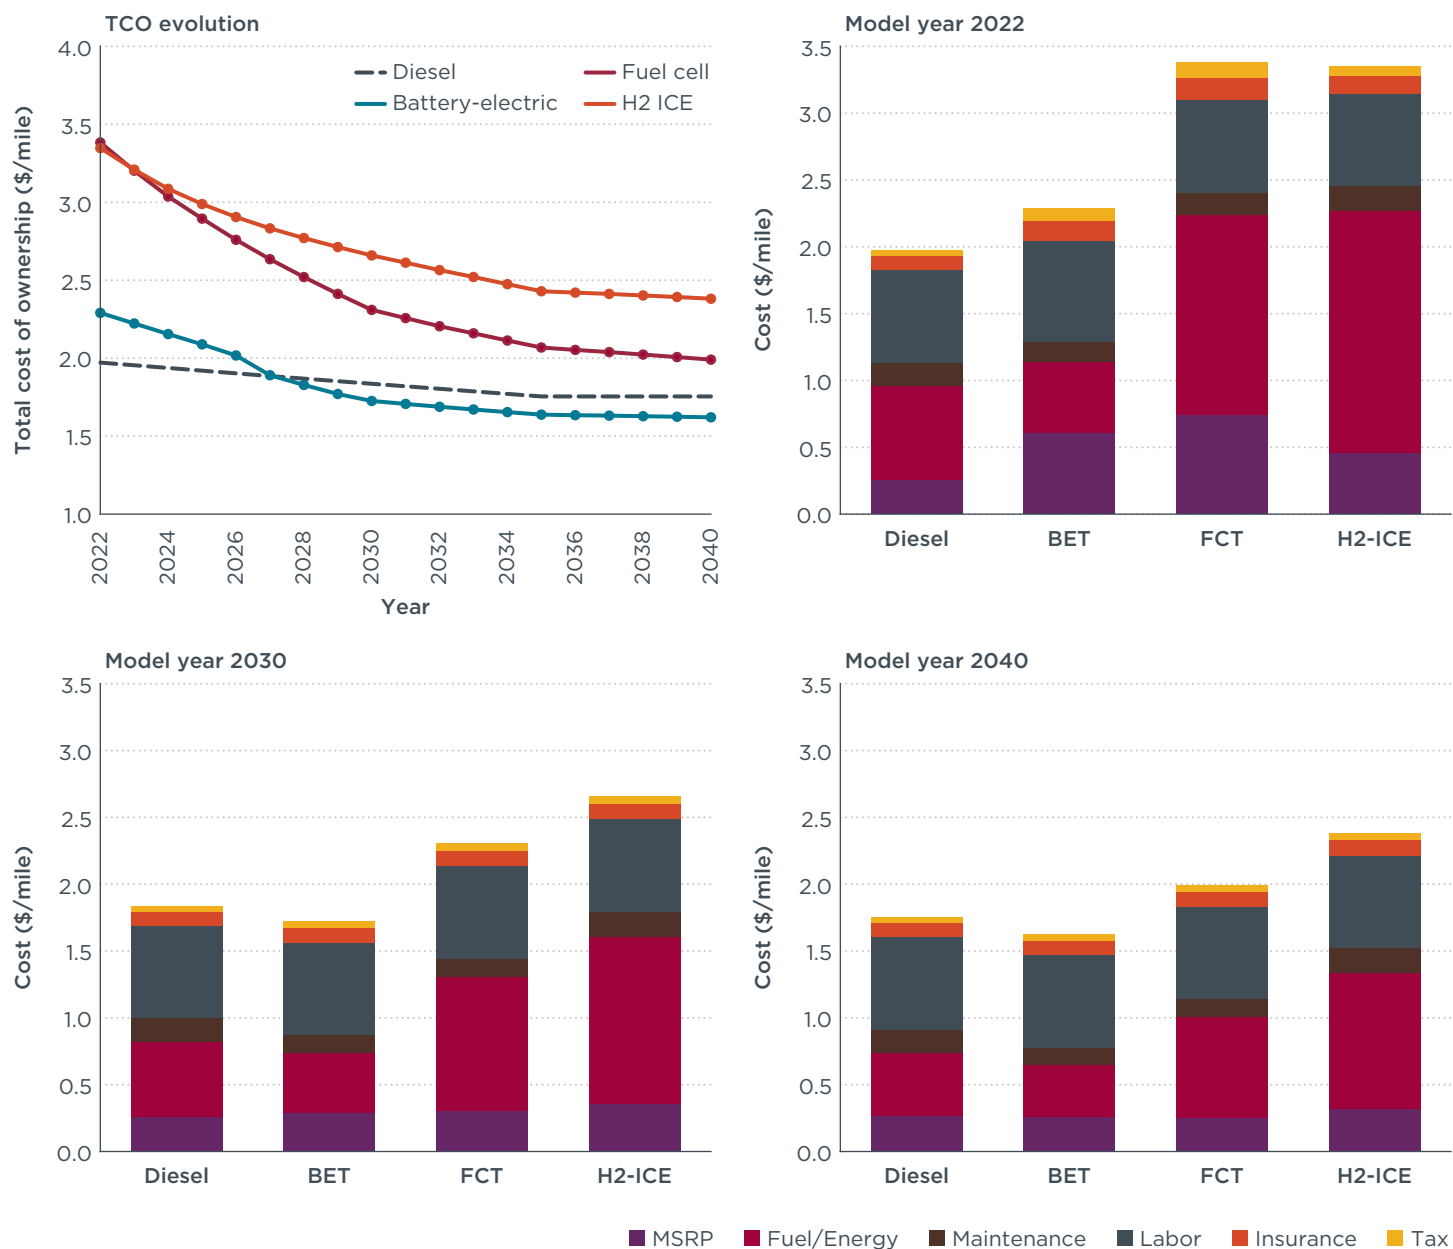 TCO evolution
4.0
3.5
3.0
2.5
2.0
1.5
1.0
Total cost of ownership ($/mile)
Diesel
Fuel cell
Battery-electric
H2 ICE
2022
2024
2026
2028
2030
2032
2034
2036
2038
2040
Year
Model year 2022
3.5
3.0
2.5
2.0
1.5
1.0
0.5
0.0
Cost ($/mile)
Diesel
BET
FCT
H2-ICE
Model year 2030
3.5
3.0
2.5
2.0
1.5
1.0
0.5
0.0
Cost ($/mile)
Diesel
BET
FCT
H2-ICE
Model year 2040
3.5
3.0
2.5
2.0
1.5
1.0
0.5
0.0
Cost ($/mile)
Diesel
BET
FCT
H2-ICE
MSRP
Fuel/Energy
Maintenance
Labor
Insurance
Tax